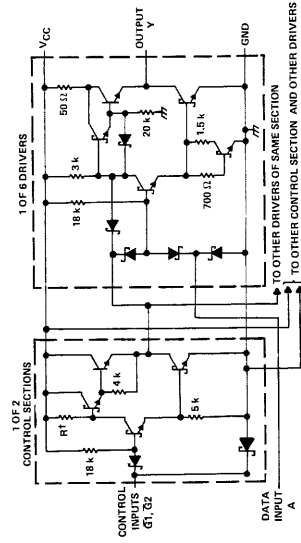 VCC
OUTPUT
Y
GND
1 OF 6 DRIVERS
50 Ω
3 k
18 k
20 k
1.5 k
700 Ω
TO OTHER DRIVERS OF SAME SECTION
TO OTHER CONTROL SECTION AND OTHER DRIVERS
1 OF 2
CONTROL SECTIONS
R†
18 k
4 k
5 k
CONTROL
INPUTS
G̅1, G̅2
DATA
INPUT
A